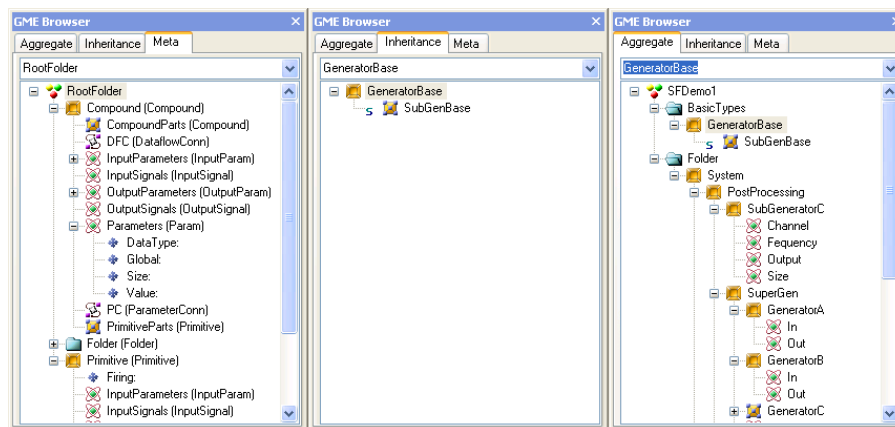 GME Browser
Aggregate Inheritance Meta
RootFolder
RootFolder
Compound (Compound)
CompoundParts (Compound)
DFC (DataflowConn)
InputParameters (InputParam)
InputSignals (InputSignal)
OutputParameters (OutputParam)
OutputSignals (OutputSignal)
Parameters (Param)
DataType:
Global:
Size:
Value:
PC (ParameterConn)
PrimitiveParts (Primitive)
Folder (Folder)
Primitive (Primitive)
Firing:
InputParameters (InputParam)
InputSignals (InputSignal)
GME Browser
Aggregate Inheritance Meta
GeneratorBase
GeneratorBase
S SubGenBase
GME Browser
Aggregate Inheritance Meta
GeneratorBase
SFDemo1
BasicTypes
GeneratorBase
S SubGenBase
Folder
System
PostProcessing
SubGeneratorC
Channel
Fequency
Output
Size
SuperGen
GeneratorA
In
Out
GeneratorB
In
Out
GeneratorC